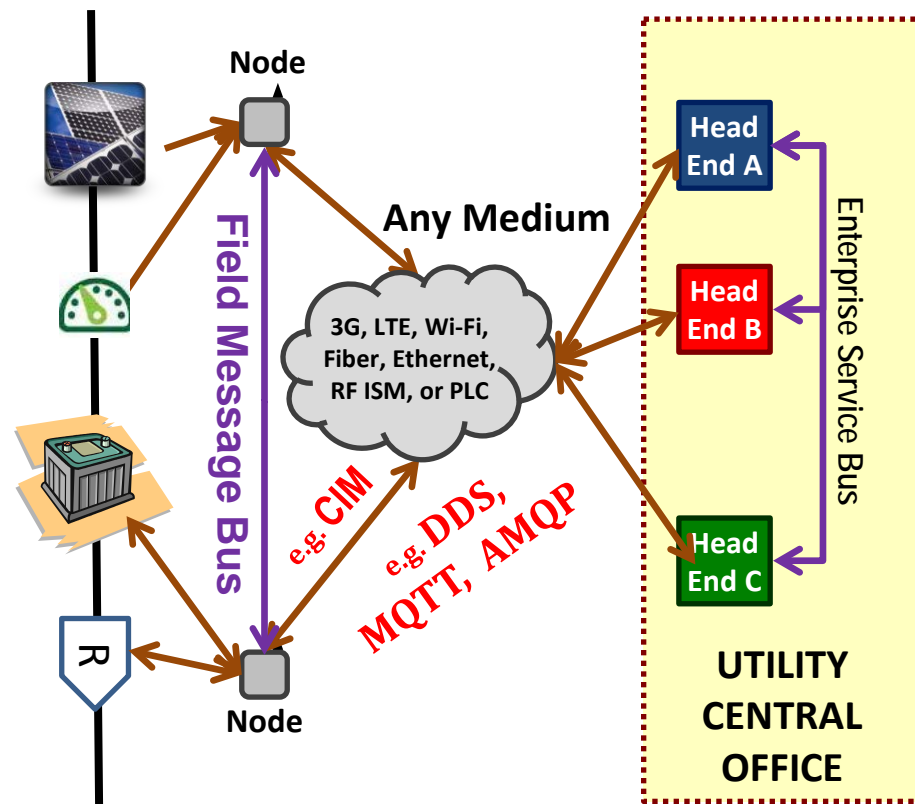 Node
Field Message Bus
Any Medium
3G, LTE, Wi-Fi,
Fiber, Ethernet,
RF ISM, or PLC
e.g. CIM
e.g. DDS,
MQTT, AMQP
R
Node
Head
End A
Head
End B
Head
End C
Enterprise Service Bus
UTILITY
CENTRAL
OFFICE